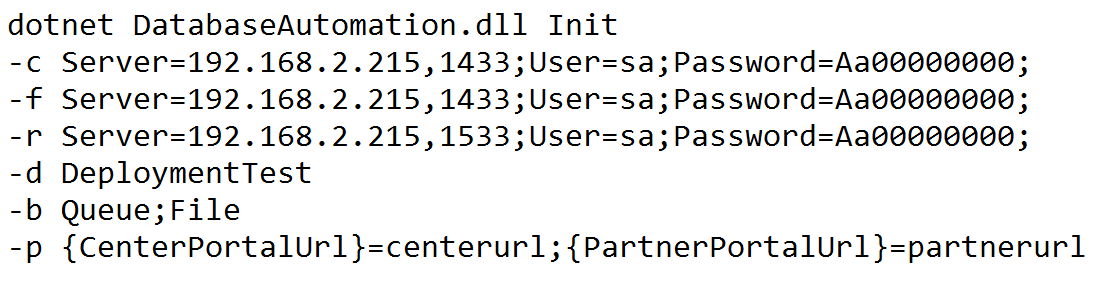 dotnet DatabaseAutomation.dll Init
-c Server=192.168.2.215,1433;User=sa;Password=Aa00000000;
-f Server=192.168.2.215,1433;User=sa;Password=Aa00000000;
-r Server=192.168.2.215,1533;User=sa;Password=Aa00000000;
-d DeploymentTest
-b Queue;File
-p {CenterPortalUrl}=centerurl;{PartnerPortalUrl}=partnerurl